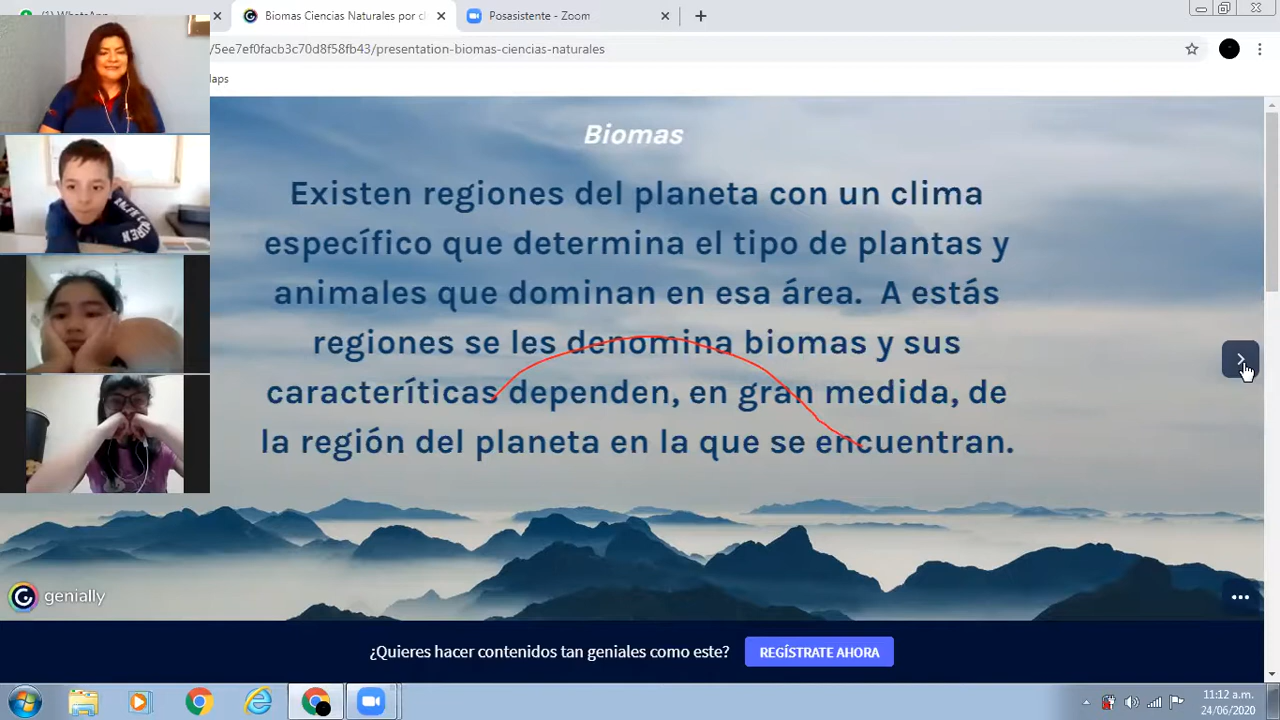 (1) WhatsApp
Biomas Ciencias Naturales por cl
Posasistente - Zoom
/5ee7ef0facb3c70d8f58fb43/presentation-biomas-ciencias-naturales
laps
Biomas
Existen regiones del planeta con un clima
específico que determina el tipo de plantas y
animales que dominan en esa área. A estás
regiones se les denomina biomas y sus
caracteríticas dependen, en gran medida, de
la región del planeta en la que se encuentran.
genially
¿Quieres hacer contenidos tan geniales como este?
REGÍSTRATE AHORA
11:12 a.m.
24/06/2020